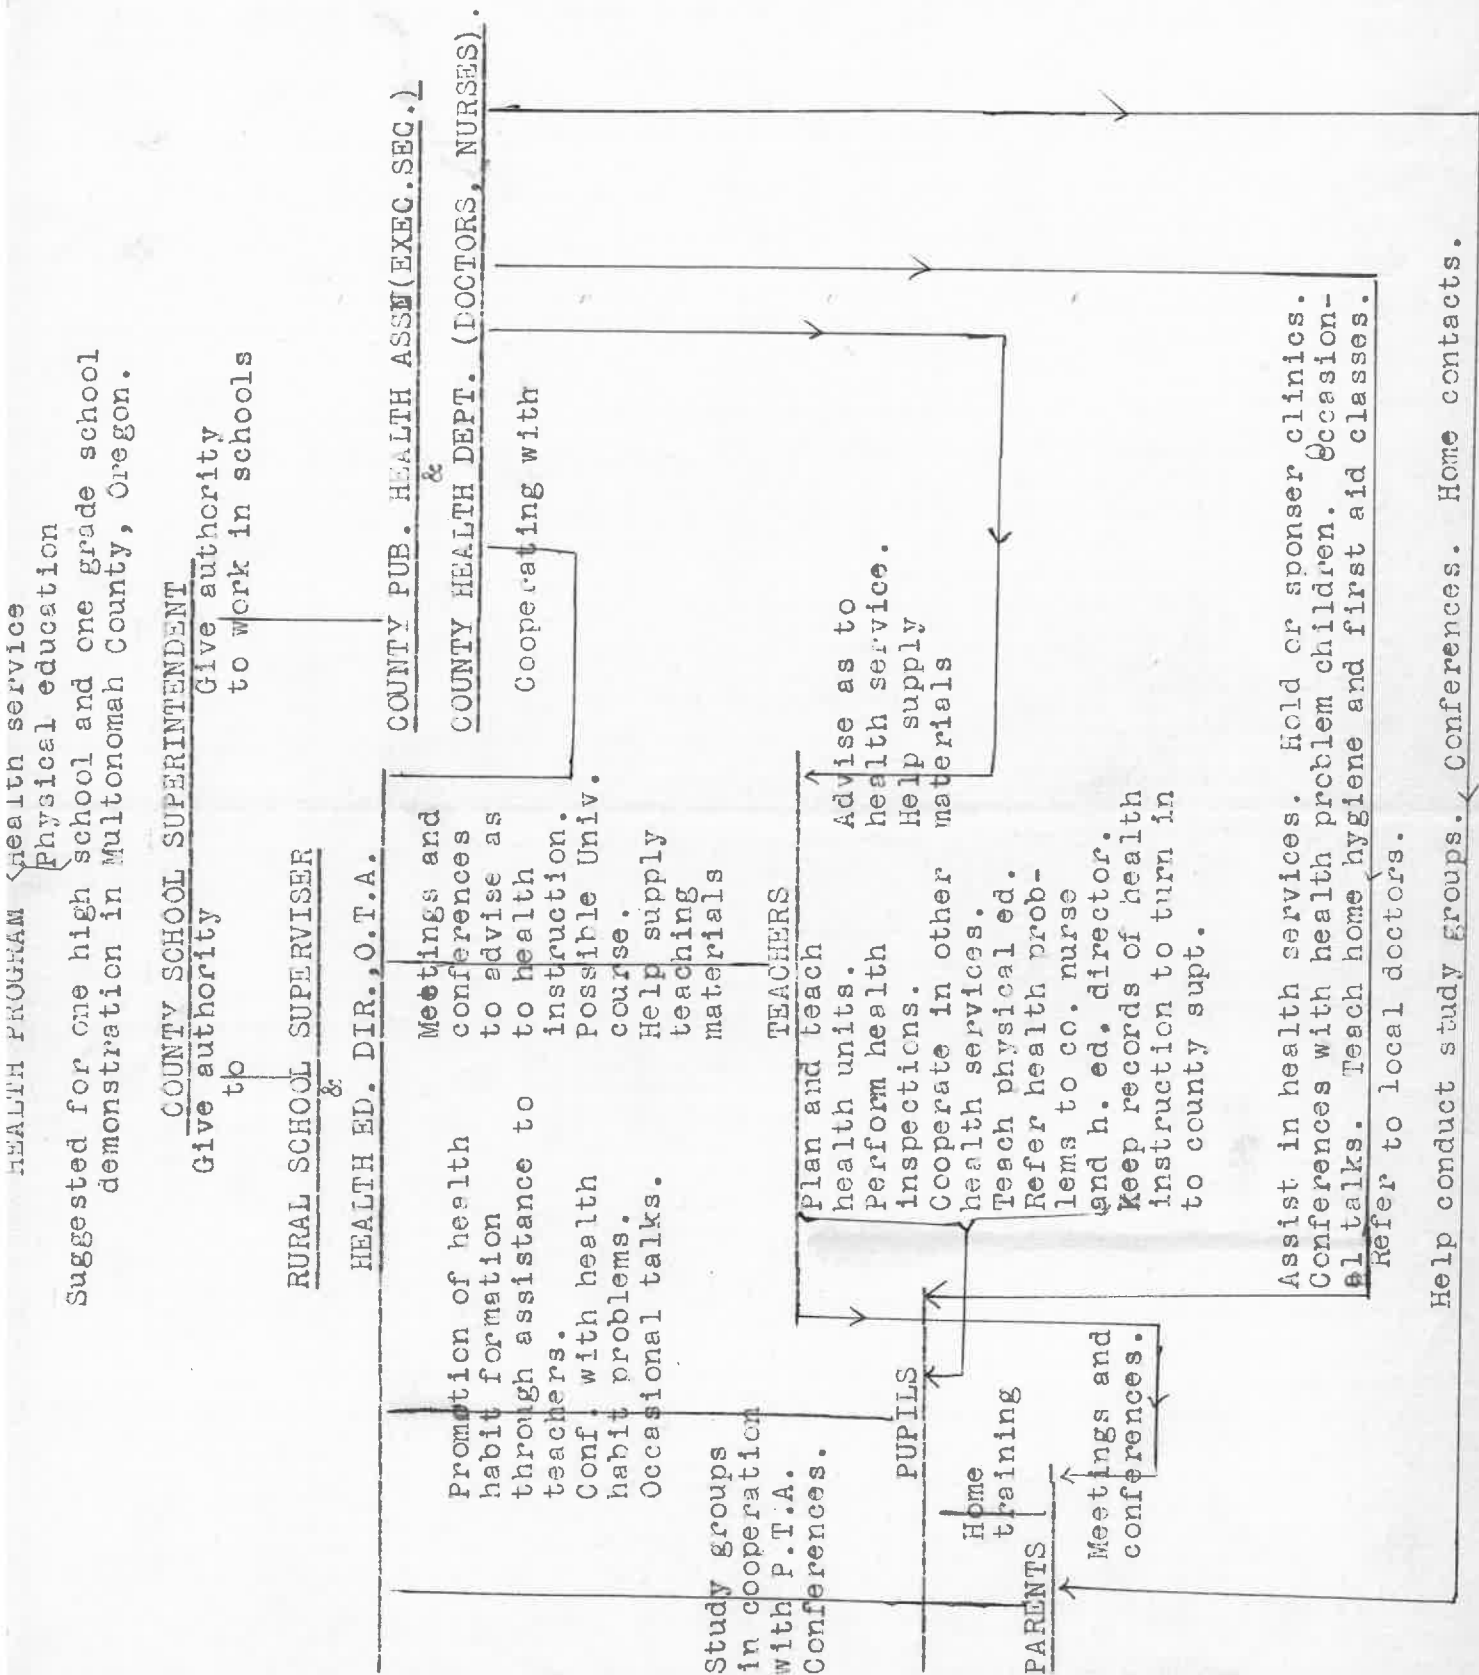 HEALTH PROGRAM
Health service
Physical education
Suggested for one high school and one grade school
demonstration in Multonomah County, Oregon.
COUNTY SCHOOL SUPERINTENDENT
Give authority
to
Give authority
to work in schools
RURAL SCHOOL SUPERVISER
&
HEALTH ED. DIR.,O.T.A.
COUNTY PUB. HEALTH ASSN(EXEC.SEC.)
&
COUNTY HEALTH DEPT. (DOCTORS, NURSES).
Cooperating with
Promotion of health
habit formation
through assistance to
teachers.
Conf. with health
habit problems.
Occasional talks.
Meetings and
conferences
to advise as
to health
instruction.
Possible Univ.
course.
Help supply
teaching
materials
Study groups
in cooperation
with P.T.A.
Conferences.
TEACHERS
Plan and teach
health units.
Perform health
inspections.
Cooperate in other
health services.
Teach physical ed.
Refer health prob-
lems to co. nurse
and h. ed. director.
Keep records of health
instruction to turn in
to county supt.
Advise as to
health service.
Help supply
materials
PUPILS
Home
training
PARENTS
Meetings and
conferences.
Assist in health services. Hold or sponser clinics.
Conferences with health problem children. Occasion-
al talks. Teach home hygiene and first aid classes.
Refer to local doctors.
Help conduct study groups. Conferences. Home contacts.